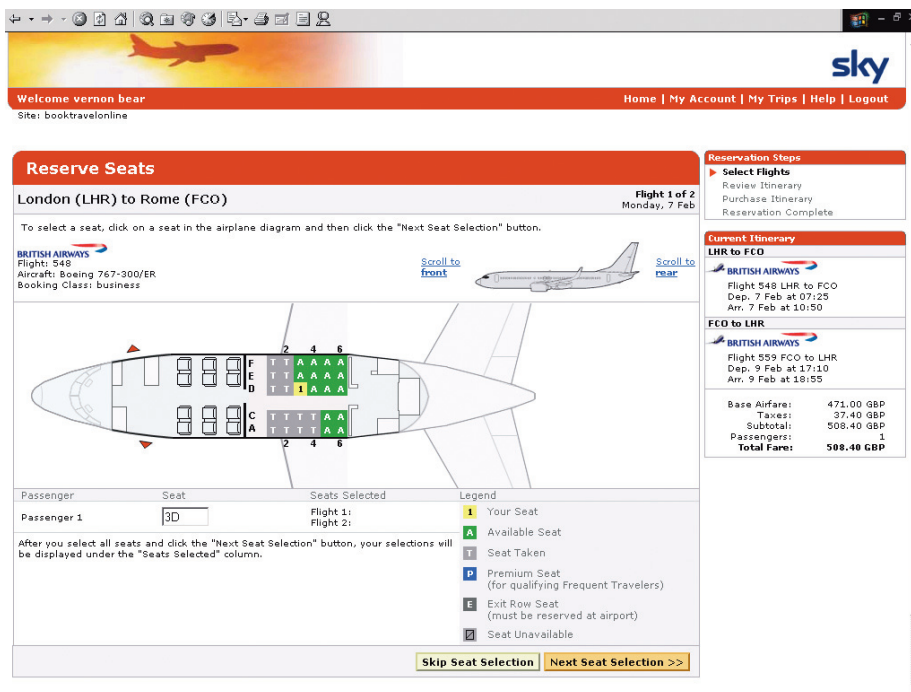 sky
Welcome vernon bear
Home | My Account | My Trips | Help | Logout
Site: booktravelonline
Reserve Seats
London (LHR) to Rome (FCO)
Flight 1 of 2
Monday, 7 Feb
To select a seat, click on a seat in the airplane diagram and then click the "Next Seat Selection" button.
BRITISH AIRWAYS
Flight: 548
Aircraft: Boeing 767-300/ER
Booking Class: business
Scroll to
front
Scroll to
rear
2 4 6
F T T A A A A
E T T A A A A
D T T 1 A A A
C T T T T A A
A T T T T A A
2 4 6
Passenger Seat Seats Selected Legend
Passenger 1 3D Flight 1:
Flight 2:
After you select all seats and click the "Next Seat Selection" button, your selections will
be displayed under the "Seats Selected" column.
1 Your Seat
A Available Seat
T Seat Taken
P Premium Seat
(for qualifying Frequent Travelers)
E Exit Row Seat
(must be reserved at airport)
Seat Unavailable
Skip Seat Selection
Next Seat Selection >>
Reservation Steps
Select Flights
Review Itinerary
Purchase Itinerary
Reservation Complete
Current Itinerary
LHR to FCO
BRITISH AIRWAYS
Flight 548 LHR to FCO
Dep. 7 Feb at 07:25
Arr. 7 Feb at 10:50
FCO to LHR
BRITISH AIRWAYS
Flight 559 FCO to LHR
Dep. 9 Feb at 17:10
Arr. 9 Feb at 18:55
Base Airfare: 471.00 GBP
Taxes: 37.40 GBP
Subtotal: 508.40 GBP
Passengers: 1
Total Fare: 508.40 GBP